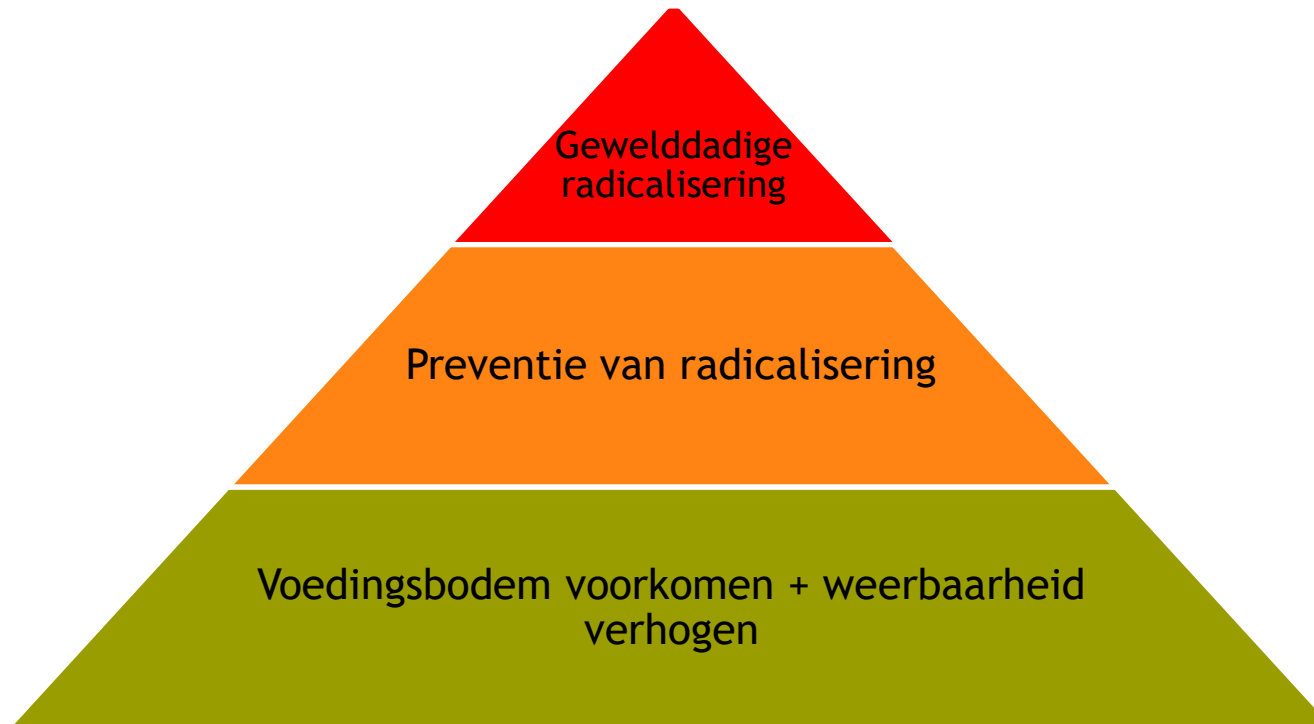 Gewelddadige
radicalisering
Preventie van radicalisering
Voedingsbodem voorkomen + weerbaarheid
verhogen